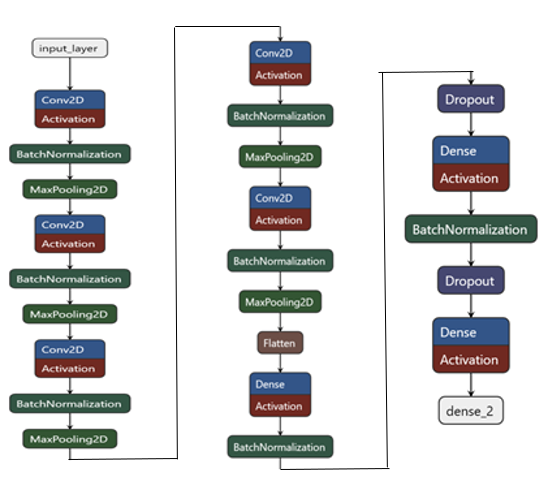 input_layer
Conv2D
Activation
BatchNormalization
MaxPooling2D
Conv2D
Activation
BatchNormalization
MaxPooling2D
Conv2D
Activation
BatchNormalization
MaxPooling2D
Conv2D
Activation
BatchNormalization
MaxPooling2D
Conv2D
Activation
BatchNormalization
MaxPooling2D
Flatten
Dense
Activation
BatchNormalization
Dropout
Dense
Activation
BatchNormalization
Dropout
Dense
Activation
dense_2